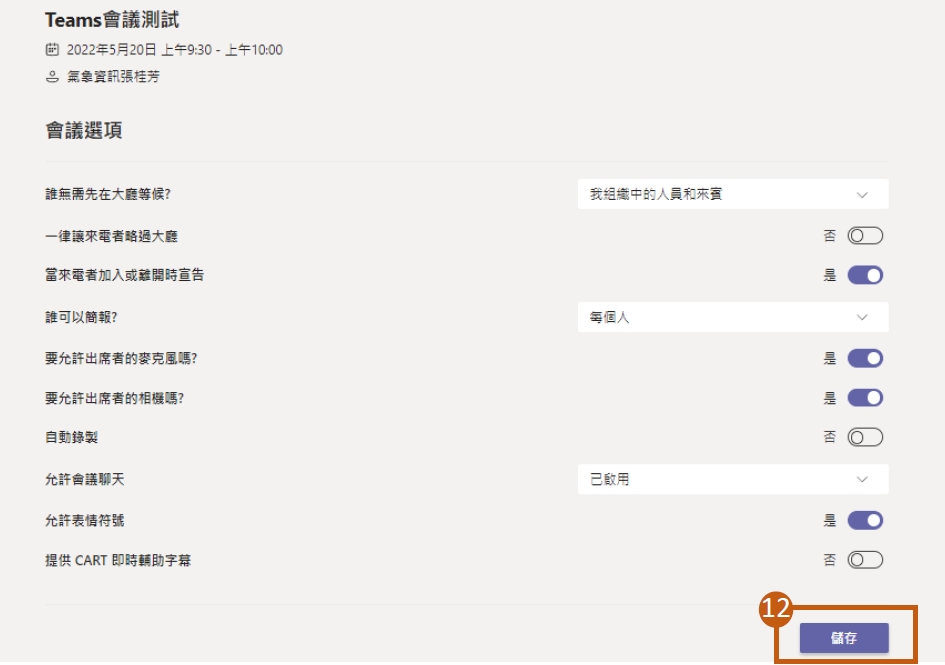 Teams會議測試
2022年5月20日 上午9:30 - 上午10:00
氣象資訊張桂芳
會議選項
誰無需先在大廳等候? 我組織中的人員和來賓
一律讓來電者略過大廳 否
當來電者加入或離開時宣告 是
誰可以簡報? 每個人
要允許出席者的麥克風嗎? 是
要允許出席者的相機嗎? 是
自動錄製 否
允許會議聊天 已啟用
允許表情符號 是
提供 CART 即時輔助字幕 否
12
儲存